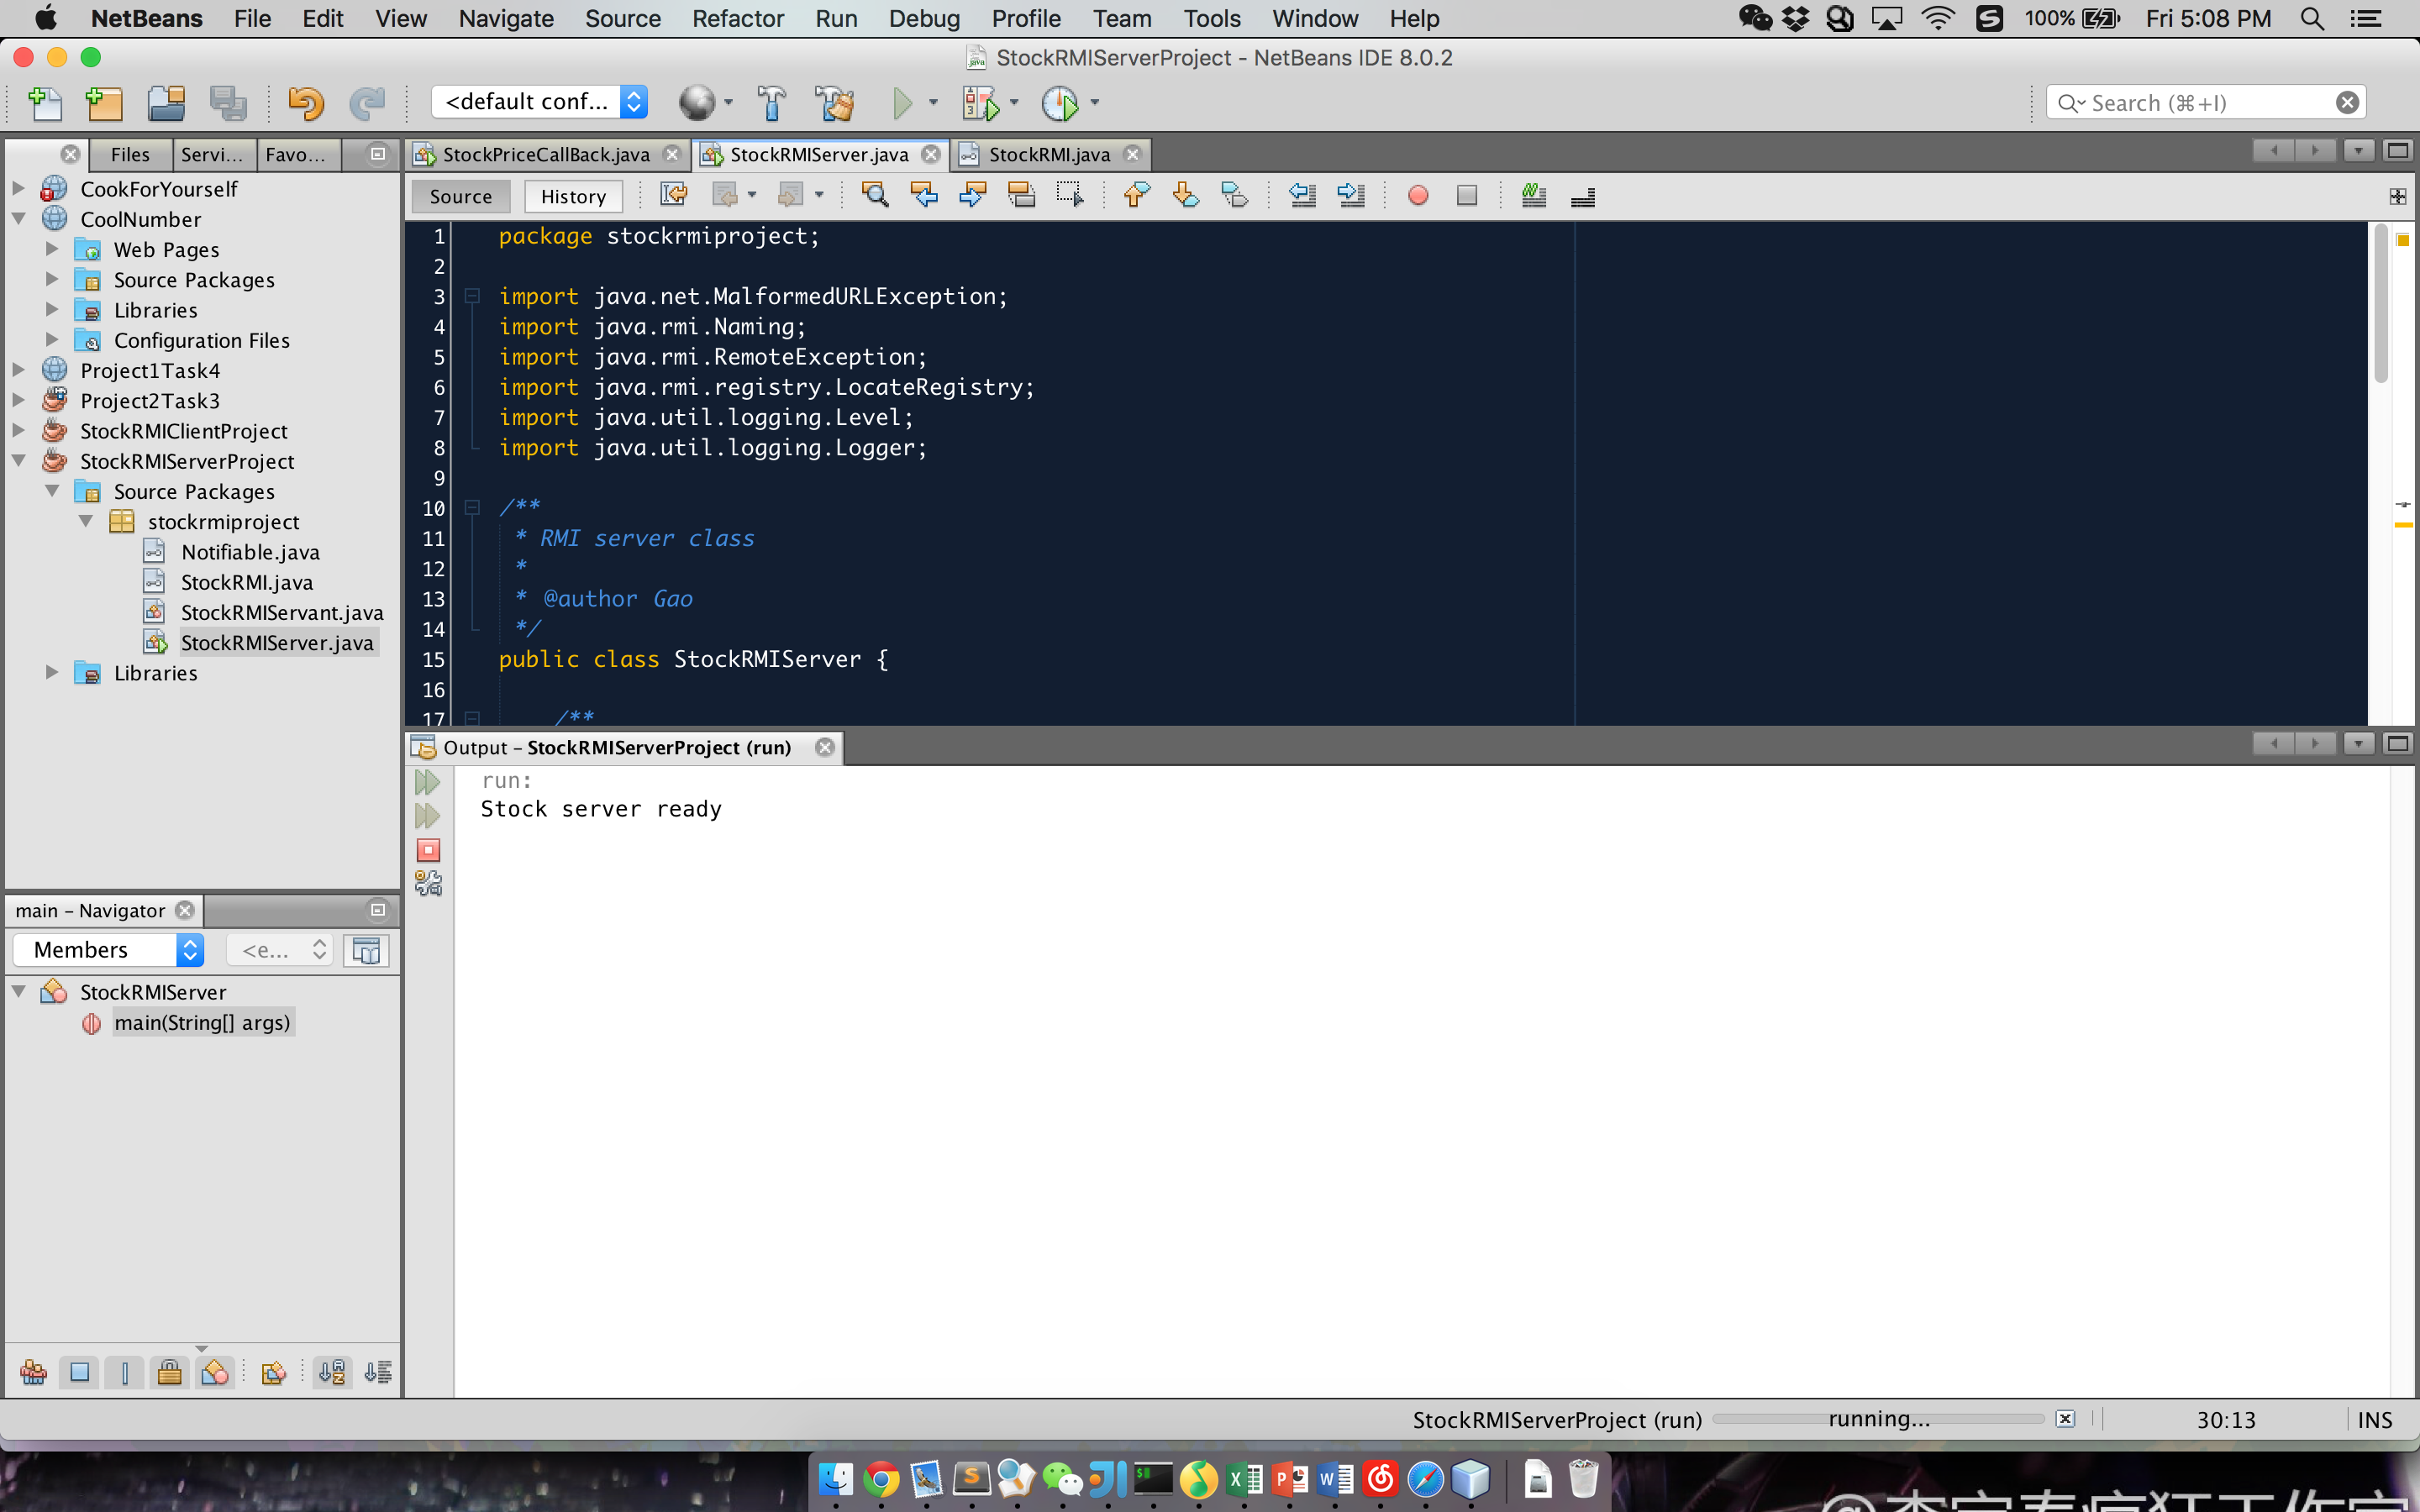 NetBeans File Edit View Navigate Source Refactor Run Debug Profile Team Tools Window Help 100% Fri 5:08 PM
StockRMIServerProject - NetBeans IDE 8.0.2
<default conf... Search (⌘+I)
Files Servi... Favo...
StockPriceCallBack.java StockRMIServer.java StockRMI.java
Source History
CookForYourself
CoolNumber
Web Pages
Source Packages
Libraries
Configuration Files
Project1Task4
Project2Task3
StockRMIClientProject
StockRMIServerProject
Source Packages
stockrmiproject
Notifiable.java
StockRMI.java
StockRMIServant.java
StockRMIServer.java
Libraries
1 package stockrmiproject;
2
3 import java.net.MalformedURLException;
4 import java.rmi.Naming;
5 import java.rmi.RemoteException;
6 import java.rmi.registry.LocateRegistry;
7 import java.util.logging.Level;
8 import java.util.logging.Logger;
9
10 /**
11 * RMI server class
12 *
13 * @author Gao
14 */
15 public class StockRMIServer {
16
17 /**
Output – StockRMIServerProject (run)
run:
Stock server ready
main – Navigator
Members <e...
StockRMIServer
main(String[] args)
StockRMIServerProject (run) running... 30:13 INS